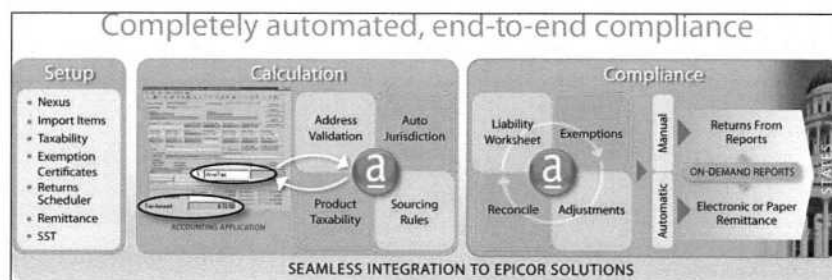 Completely automated, end-to-end compliance
Setup
Nexus
Import Items
Taxability
Exemption
Certificates
Returns
Scheduler
Remittance
SST
Calculation
Address
Validation
Auto
Jurisdiction
a
Product
Taxability
Sourcing
Rules
ACCOUNTING APPLICATION
Compliance
Liability
Worksheet
Exemptions
a
Reconcile
Adjustments
Manual
Automatic
Returns From
Reports
ON-DEMAND REPORTS
Electronic or Paper
Remittance
STATES
SEAMLESS INTEGRATION TO EPICOR SOLUTIONS